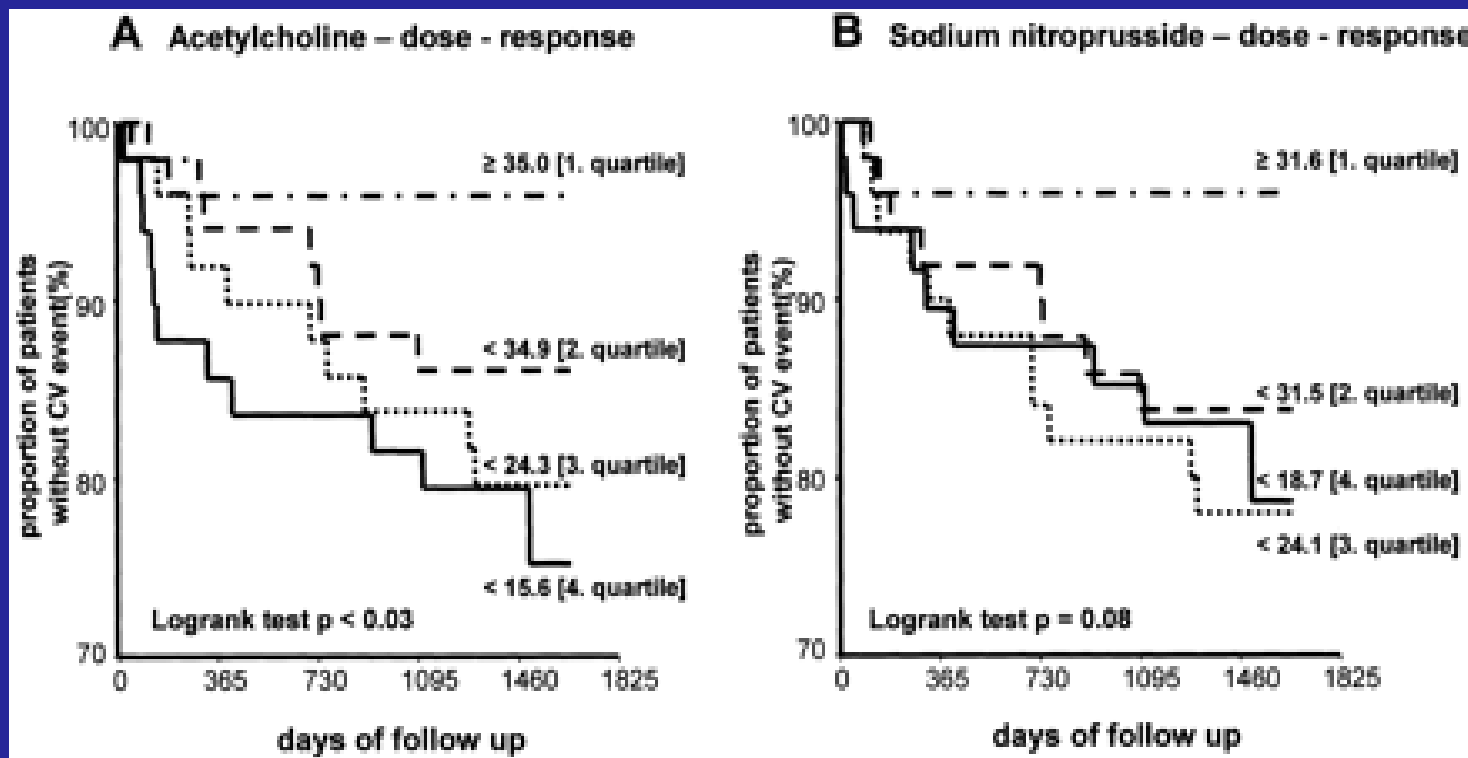 A Acetylcholine – dose - response
100
90
80
70
proportion of patients
without CV event(%)
≥ 35.0 [1. quartile]
< 34.9 [2. quartile]
< 24.3 [3. quartile]
< 15.6 [4. quartile]
Logrank test p < 0.03
0 365 730 1095 1460 1825
days of follow up
B Sodium nitroprusside – dose - response
100
90
80
70
proportion of patients
without CV event(%)
≥ 31.6 [1. quartile]
< 31.5 [2. quartile]
< 18.7 [4. quartile]
< 24.1 [3. quartile]
Logrank test p = 0.08
0 365 730 1095 1460 1825
days of follow up